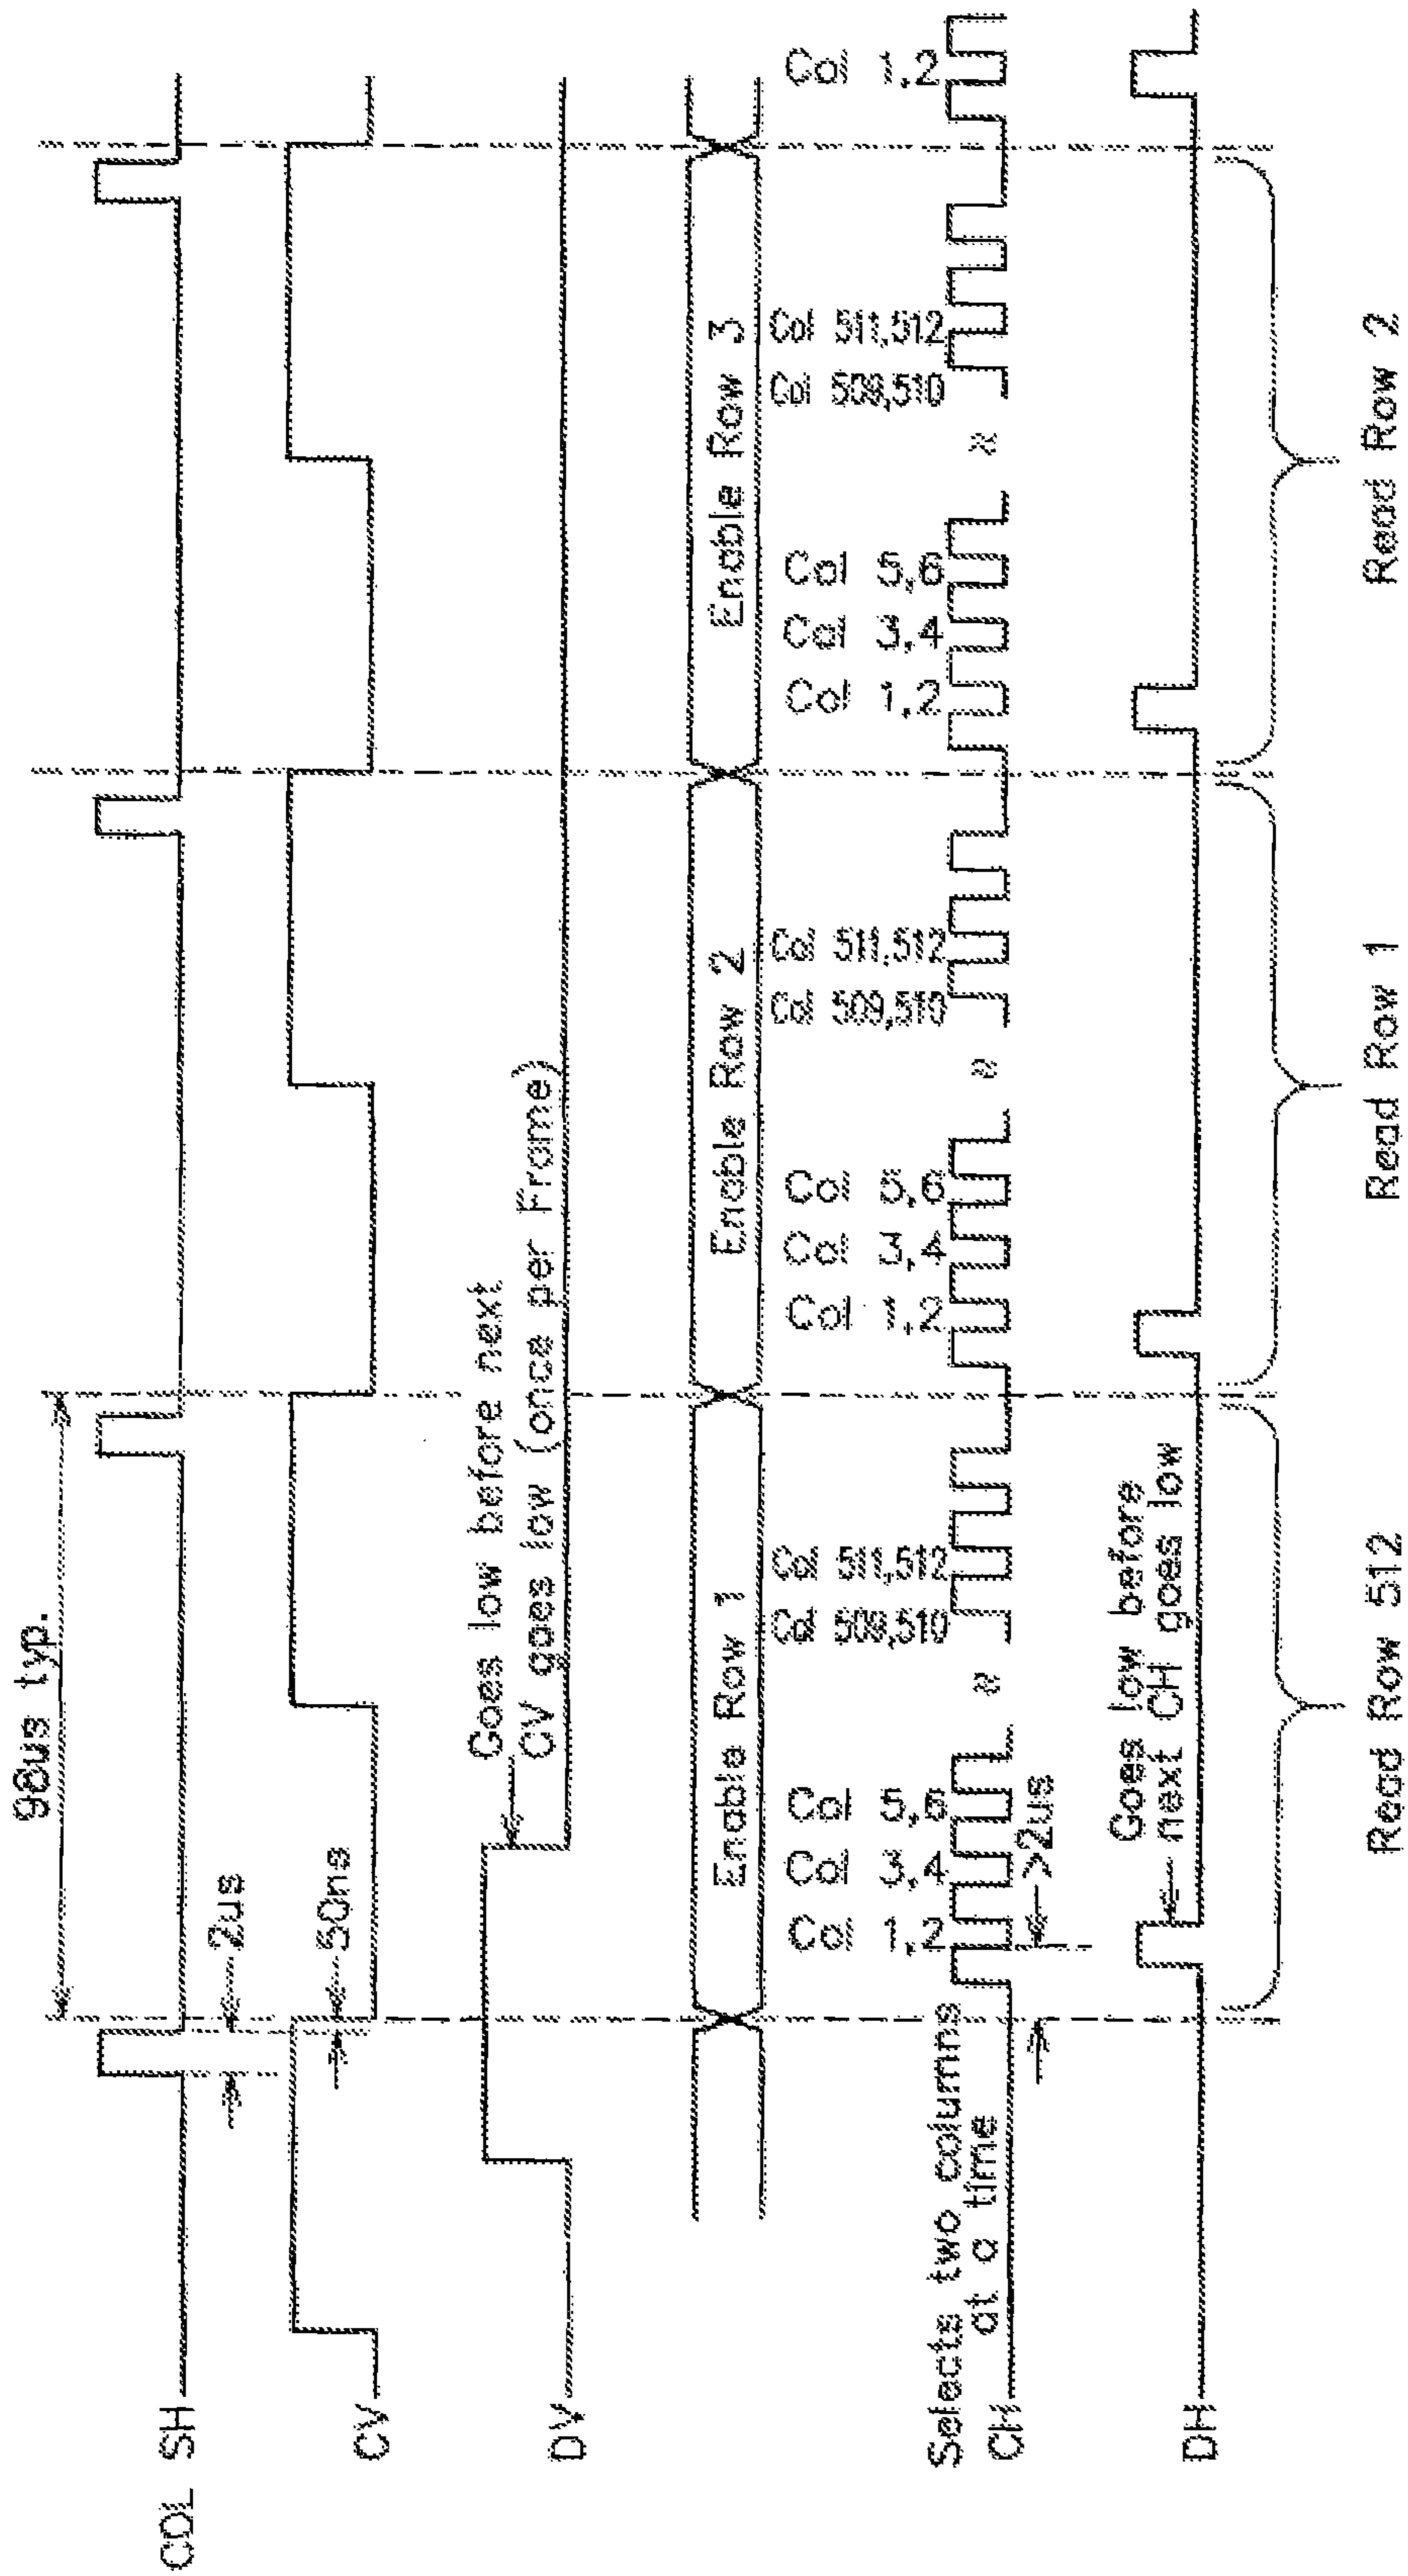 98us typ.
COL SH
2us
CV
50ns
DV
Goes low before next
CV goes low (once per Frame)
Enable Row 1
Enable Row 2
Enable Row 3
Selects two columns
at a time
CH
Col 1,2
Col 3,4
Col 5,6
Col 509,510
Col 511,512
Col 1,2
Col 3,4
Col 5,6
Col 509,510
Col 511,512
Col 1,2
Col 3,4
Col 5,6
Col 509,510
Col 511,512
Col 1,2
>2us
DH
Goes low before
next CH goes low
Read Row 512
Read Row 1
Read Row 2